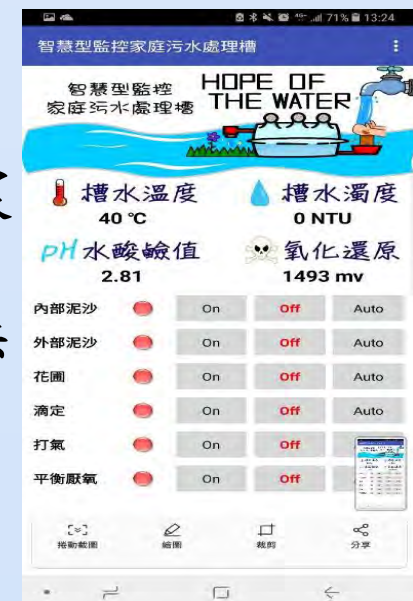 71% 13:24
智慧型監控家庭污水處理槽
智慧型監控
家庭污水處理槽
HOPE OF
THE WATER
槽水溫度
40 °C
槽水濁度
0 NTU
pH水酸鹼值
2.81
氧化還原
1493 mv
內部泥沙 On Off Auto
外部泥沙 On Off Auto
花圃 On Off Auto
滴定 On Off Auto
打氣 On Off
平衡厭氧 On Off
捲動截圖 繪圖 裁剪 分享